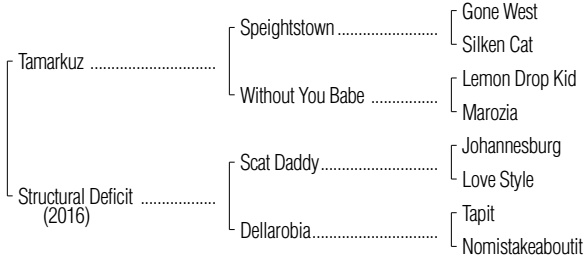 Gone West
Speightstown
Silken Cat
Tamarkuz
Lemon Drop Kid
Without You Babe
Marozia
Johannesburg
Scat Daddy
Love Style
Structural Deficit
(2016)
Tapit
Dellarobia
Nomistakeaboutit